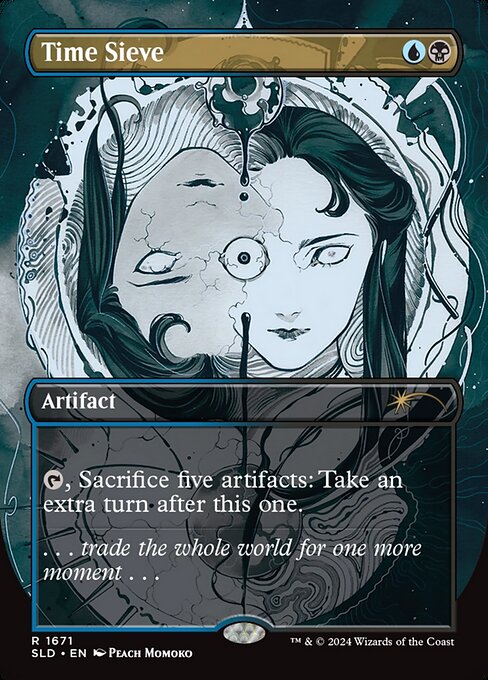 Time Sieve
Artifact
, Sacrifice five artifacts: Take an
extra turn after this one.
. . . trade the whole world for one more
moment . . .
R 1671
SLD • EN Peach Momoko
™ & © 2024 Wizards of the Coast